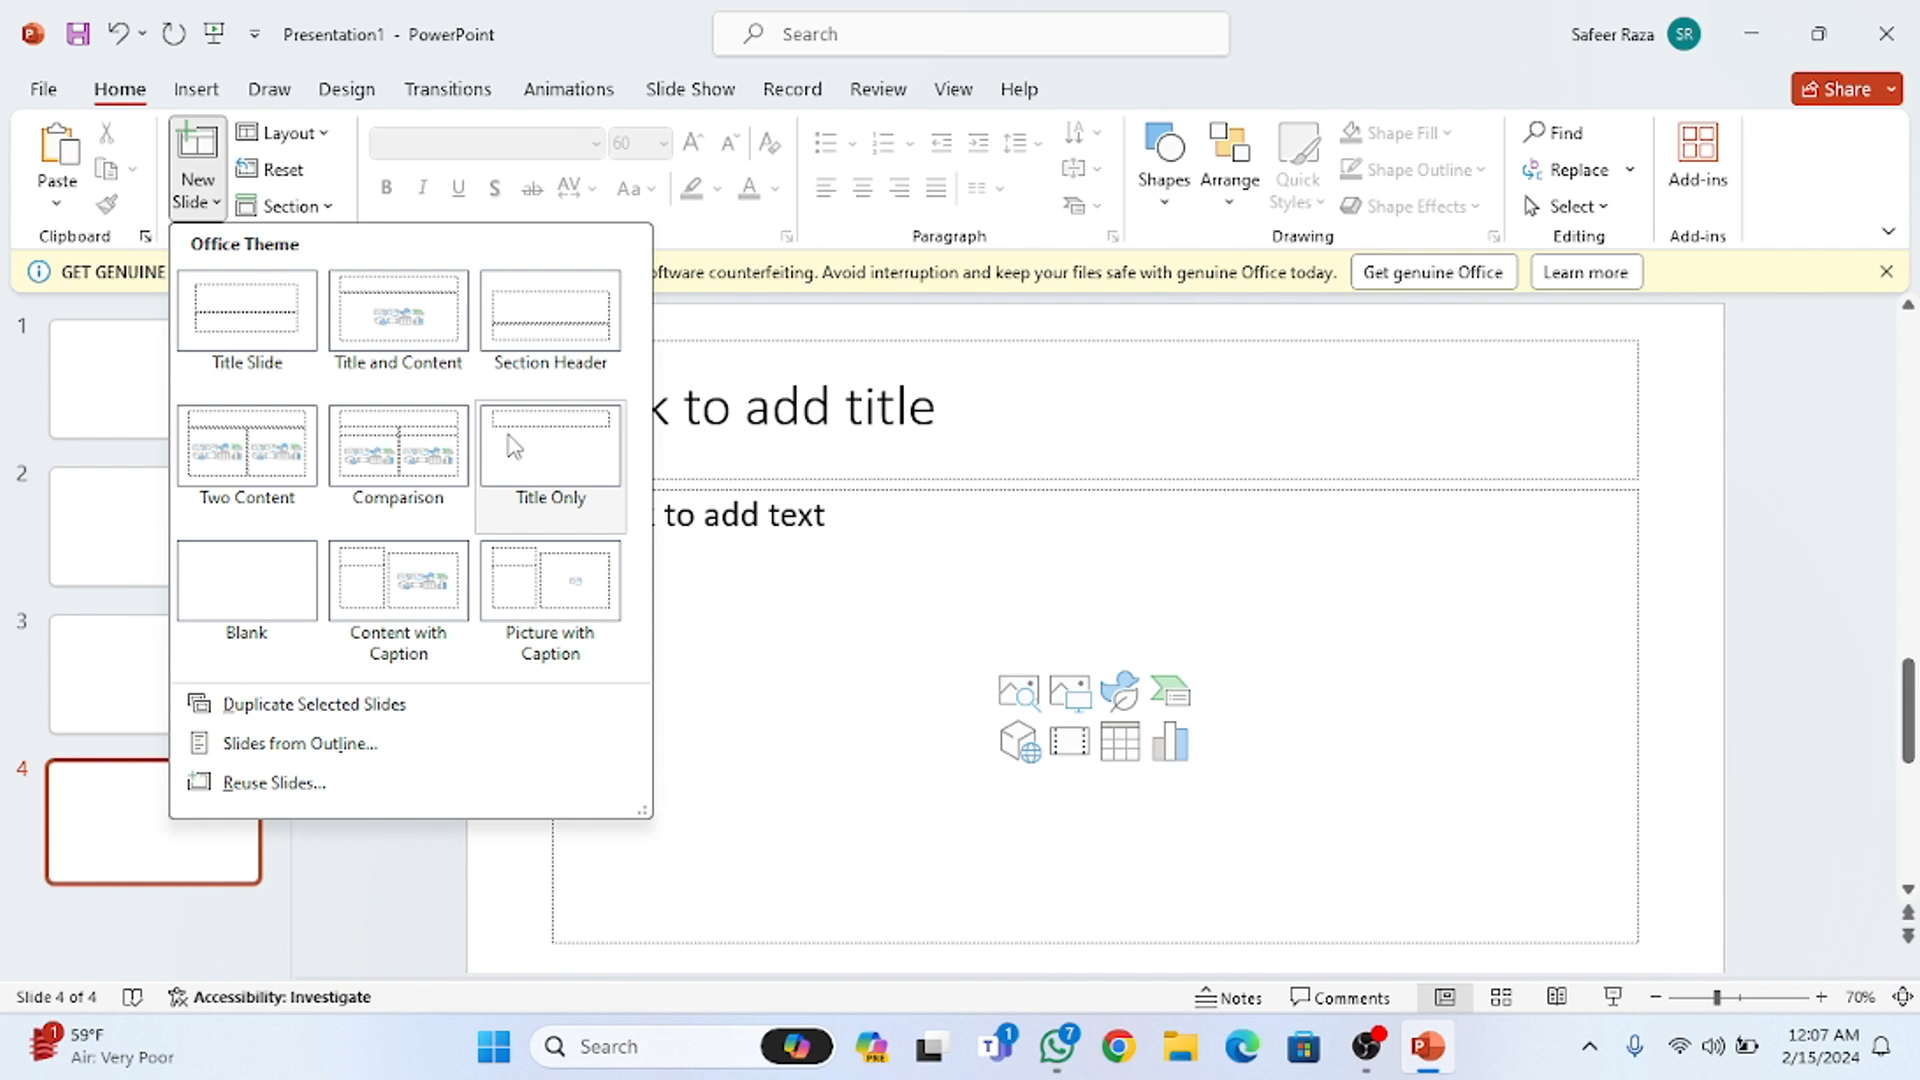 Presentation1 - PowerPoint
Search
Safeer Raza
SR
File Home Insert Draw Design Transitions Animations Slide Show Record Review View Help
Share
Paste
New Slide
Layout
Reset
Section
60
Shapes
Arrange
Quick Styles
Shape Fill
Shape Outline
Shape Effects
Find
Replace
Select
Add-ins
Clipboard
Paragraph
Drawing
Editing
Add-ins
GET GENUINE
oftware counterfeiting. Avoid interruption and keep your files safe with genuine Office today.
Get genuine Office
Learn more
Office Theme
Title Slide
Title and Content
Section Header
Two Content
Comparison
Title Only
Blank
Content with Caption
Picture with Caption
Duplicate Selected Slides
Slides from Outline...
Reuse Slides...
1
2
3
4
k to add title
to add text
Slide 4 of 4
Accessibility: Investigate
Notes
Comments
70%
1
59°F
Air: Very Poor
Search
PRE
1
7
12:07 AM
2/15/2024